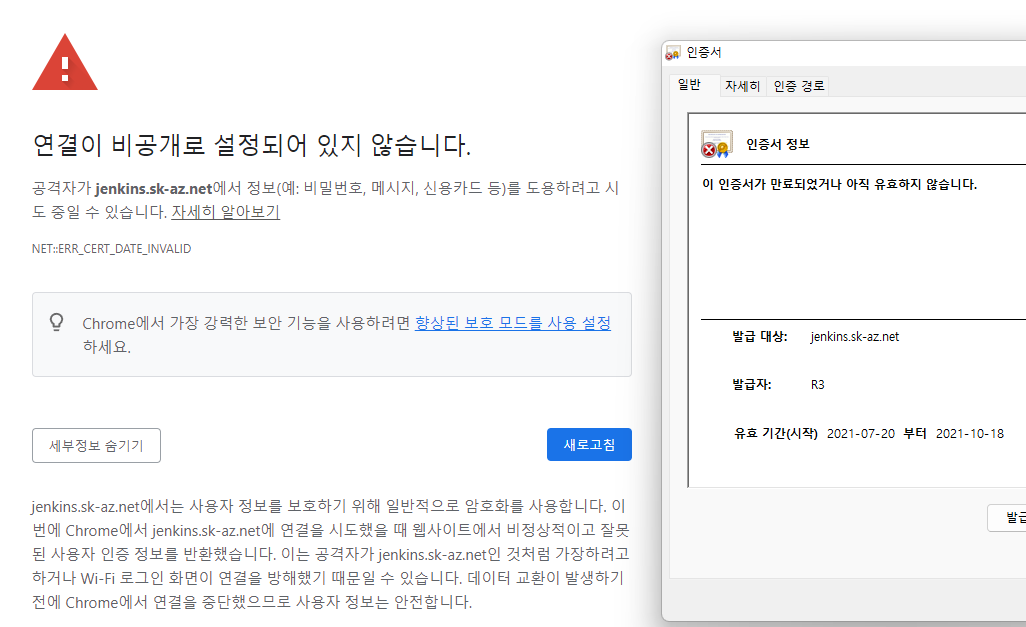 연결이 비공개로 설정되어 있지 않습니다.
공격자가 jenkins.sk-az.net에서 정보(예: 비밀번호, 메시지, 신용카드 등)를 도용하려고 시
도 중일 수 있습니다. 자세히 알아보기
NET::ERR_CERT_DATE_INVALID
Chrome에서 가장 강력한 보안 기능을 사용하려면 향상된 보호 모드를 사용 설정
하세요.
세부정보 숨기기
새로고침
jenkins.sk-az.net에서는 사용자 정보를 보호하기 위해 일반적으로 암호화를 사용합니다. 이
번에 Chrome에서 jenkins.sk-az.net에 연결을 시도했을 때 웹사이트에서 비정상적이고 잘못
된 사용자 인증 정보를 반환했습니다. 이는 공격자가 jenkins.sk-az.net인 것처럼 가장하려고
하거나 Wi-Fi 로그인 화면이 연결을 방해했기 때문일 수 있습니다. 데이터 교환이 발생하기
전에 Chrome에서 연결을 중단했으므로 사용자 정보는 안전합니다.
인증서
일반 자세히 인증 경로
인증서 정보
이 인증서가 만료되었거나 아직 유효하지 않습니다.
발급 대상: jenkins.sk-az.net
발급자: R3
유효 기간(시작) 2021-07-20 부터 2021-10-18
발급